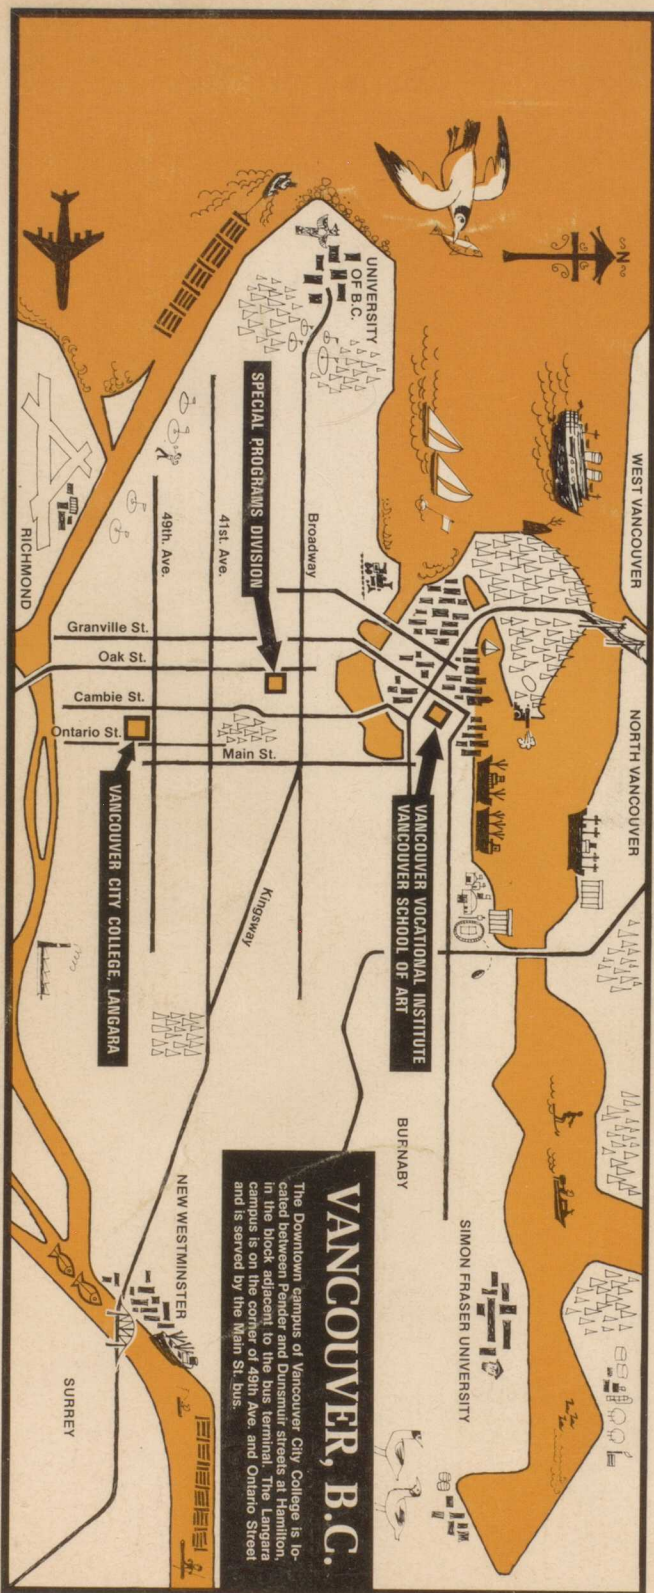 N
WEST VANCOUVER
NORTH VANCOUVER
UNIVERSITY
OF B.C.
SPECIAL PROGRAMS DIVISION
Broadway
41st. Ave.
49th. Ave.
RICHMOND
Granville St.
Oak St.
Cambie St.
Ontario St.
Main St.
Kingsway
VANCOUVER VOCATIONAL INSTITUTE
VANCOUVER SCHOOL OF ART
VANCOUVER CITY COLLEGE, LANGARA
BURNABY
SIMON FRASER UNIVERSITY
NEW WESTMINSTER
SURREY
VANCOUVER, B.C.
The Downtown campus of Vancouver City College is lo-
cated between Pender and Dunsmuir streets at Hamilton,
in the block adjacent to the bus terminal. The Langara
campus is on the corner of 49th Ave. and Ontario Street
and is served by the Main St. bus.